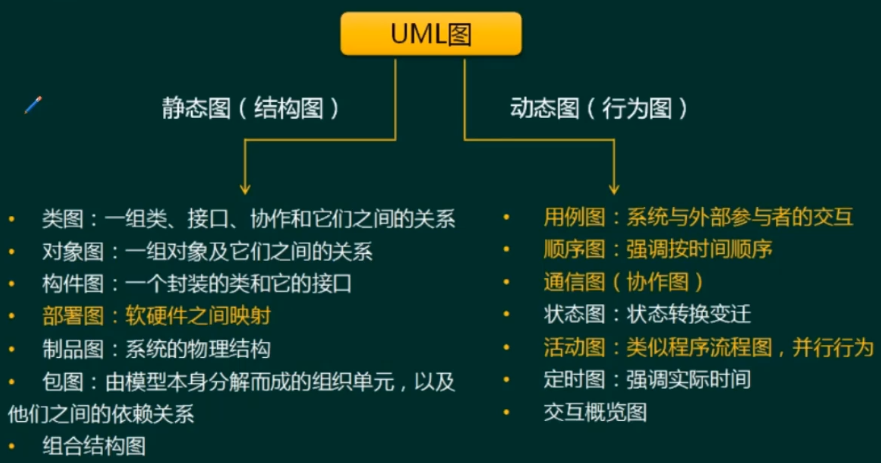 UML图
静态图（结构图）
动态图（行为图）
• 类图：一组类、接口、协作和它们之间的关系
• 对象图：一组对象及它们之间的关系
• 构件图：一个封装的类和它的接口
• 部署图：软硬件之间映射
• 制品图：系统的物理结构
• 包图：由模型本身分解而成的组织单元，以及
他们之间的依赖关系
• 组合结构图
• 用例图：系统与外部参与者的交互
• 顺序图：强调按时间顺序
• 通信图（协作图）
• 状态图：状态转换变迁
• 活动图：类似程序流程图，并行行为
• 定时图：强调实际时间
• 交互概览图